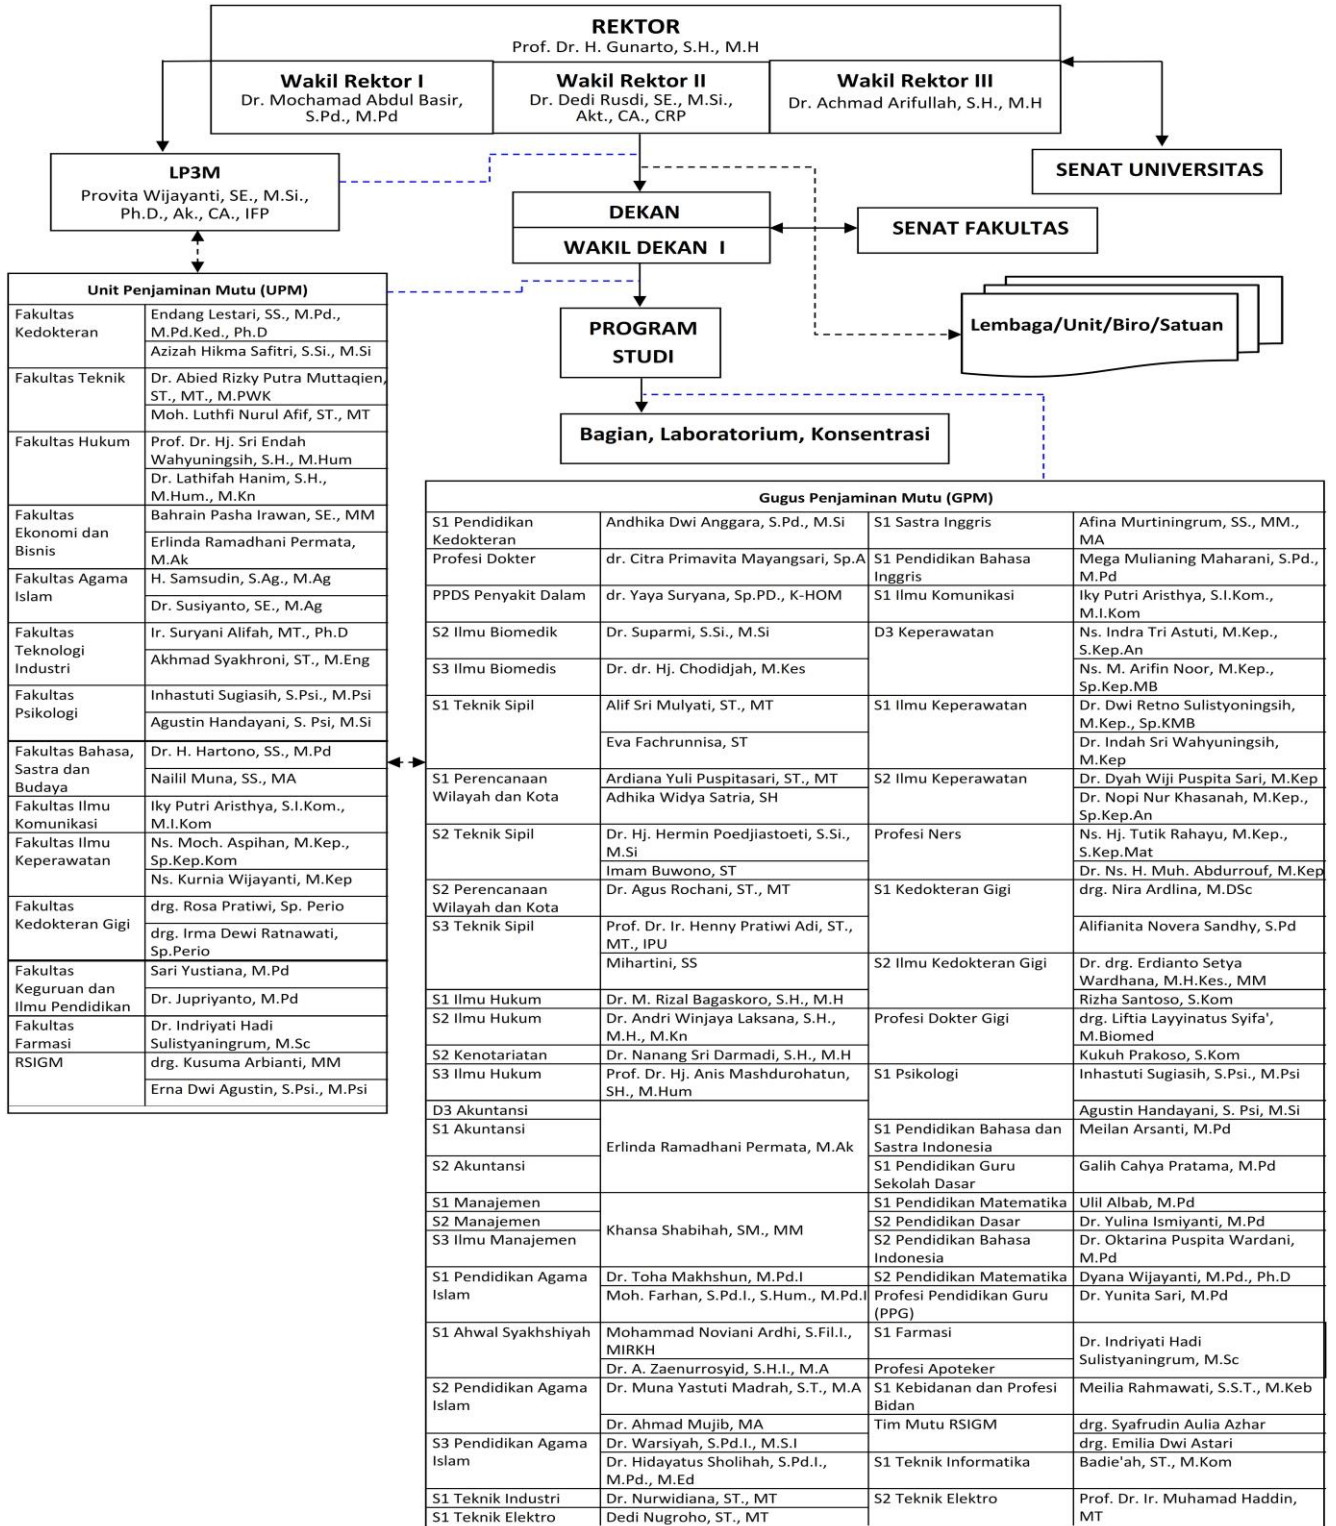 REKTOR
Prof. Dr. H. Gunarto, S.H., M.H
Wakil Rektor I
Dr. Mochamad Abdul Basir,
S.Pd., M.Pd
Wakil Rektor II
Dr. Dedi Rusdi, SE., M.Si.,
Akt., CA., CRP
Wakil Rektor III
Dr. Achmad Arifullah, S.H., M.H
LP3M
Provita Wijayanti, SE., M.Si.,
Ph.D., Ak., CA., IFP
SENAT UNIVERSITAS
DEKAN
WAKIL DEKAN I
SENAT FAKULTAS
PROGRAM
STUDI
Lembaga/Unit/Biro/Satuan
Bagian, Laboratorium, Konsentrasi
Unit Penjaminan Mutu (UPM)
Fakultas
Kedokteran
Endang Lestari, SS., M.Pd.,
M.Pd.Ked., Ph.D
Azizah Hikma Safitri, S.Si., M.Si
Fakultas Teknik
Dr. Abied Rizky Putra Muttaqien,
ST., MT., M.PWK
Moh. Luthfi Nurul Afif, ST., MT
Fakultas Hukum
Prof. Dr. Hj. Sri Endah
Wahyuningsih, S.H., M.Hum
Dr. Lathifah Hanim, S.H.,
M.Hum., M.Kn
Fakultas
Ekonomi dan
Bisnis
Bahrain Pasha Irawan, SE., MM
Erlinda Ramadhani Permata,
M.Ak
Fakultas Agama
Islam
H. Samsudin, S.Ag., M.Ag
Dr. Susiyanto, SE., M.Ag
Fakultas
Teknologi
Industri
Ir. Suryani Alifah, MT., Ph.D
Akhmad Syakhroni, ST., M.Eng
Fakultas
Psikologi
Inhastuti Sugiasih, S.Psi., M.Psi
Agustin Handayani, S. Psi, M.Si
Fakultas Bahasa,
Sastra dan
Budaya
Dr. H. Hartono, SS., M.Pd
Nailil Muna, SS., MA
Fakultas Ilmu
Komunikasi
Iky Putri Aristhya, S.I.Kom.,
M.I.Kom
Fakultas Ilmu
Keperawatan
Ns. Moch. Aspihan, M.Kep.,
Sp.Kep.Kom
Ns. Kurnia Wijayanti, M.Kep
Fakultas
Kedokteran Gigi
drg. Rosa Pratiwi, Sp. Perio
drg. Irma Dewi Ratnawati,
Sp.Perio
Fakultas
Keguruan dan
Ilmu Pendidikan
Sari Yustiana, M.Pd
Dr. Jupriyanto, M.Pd
Fakultas
Farmasi
Dr. Indriyati Hadi
Sulistyaningrum, M.Sc
RSIGM
drg. Kusuma Arbianti, MM
Erna Dwi Agustin, S.Psi., M.Psi
Gugus Penjaminan Mutu (GPM)
S1 Pendidikan
Kedokteran
Andhika Dwi Anggara, S.Pd., M.Si
S1 Sastra Inggris
Afina Murtiningrum, SS., MM.,
MA
Profesi Dokter
dr. Citra Primavita Mayangsari, Sp.A
S1 Pendidikan Bahasa
Inggris
Mega Mulianing Maharani, S.Pd.,
M.Pd
PPDS Penyakit Dalam
dr. Yaya Suryana, Sp.PD., K-HOM
S1 Ilmu Komunikasi
Iky Putri Aristhya, S.I.Kom.,
M.I.Kom
S2 Ilmu Biomedik
Dr. Suparmi, S.Si., M.Si
D3 Keperawatan
Ns. Indra Tri Astuti, M.Kep.,
S.Kep.An
S3 Ilmu Biomedis
Dr. dr. Hj. Chodidjah, M.Kes
Ns. M. Arifin Noor, M.Kep.,
Sp.Kep.MB
S1 Teknik Sipil
Alif Sri Mulyati, ST., MT
S1 Ilmu Keperawatan
Dr. Dwi Retno Sulistyoningsih,
M.Kep., Sp.KMB
Eva Fachrunnisa, ST
Dr. Indah Sri Wahyuningsih,
M.Kep
S1 Perencanaan
Wilayah dan Kota
Ardiana Yuli Puspitasari, ST., MT
Adhika Widya Satria, SH
S2 Ilmu Keperawatan
Dr. Dyah Wiji Puspita Sari, M.Kep
Dr. Nopi Nur Khasanah, M.Kep.,
Sp.Kep.An
S2 Teknik Sipil
Dr. Hj. Hermin Poedjiastoeti, S.Si.,
M.Si
Imam Buwono, ST
Profesi Ners
Ns. Hj. Tutik Rahayu, M.Kep.,
S.Kep.Mat
Dr. Ns. H. Muh. Abdurrouf, M.Kep
S2 Perencanaan
Wilayah dan Kota
Dr. Agus Rochani, ST., MT
S1 Kedokteran Gigi
drg. Nira Ardlina, M.DSc
S3 Teknik Sipil
Prof. Dr. Ir. Henny Pratiwi Adi, ST.,
MT., IPU
Alifianita Novera Sandhy, S.Pd
Mihartini, SS
S2 Ilmu Kedokteran Gigi
Dr. drg. Erdianto Setya
Wardhana, M.H.Kes., MM
S1 Ilmu Hukum
Dr. M. Rizal Bagaskoro, S.H., M.H
Rizha Santoso, S.Kom
S2 Ilmu Hukum
Dr. Andri Winjaya Laksana, S.H.,
M.H., M.Kn
Profesi Dokter Gigi
drg. Liftia Layyinatus Syifa',
M.Biomed
S2 Kenotariatan
Dr. Nanang Sri Darmadi, S.H., M.H
Kukuh Prakoso, S.Kom
S3 Ilmu Hukum
Prof. Dr. Hj. Anis Mashdurohatun,
SH., M.Hum
S1 Psikologi
Inhastuti Sugiasih, S.Psi., M.Psi
D3 Akuntansi
Agustin Handayani, S. Psi, M.Si
S1 Akuntansi
Erlinda Ramadhani Permata, M.Ak
S1 Pendidikan Bahasa dan
Sastra Indonesia
Meilan Arsanti, M.Pd
S2 Akuntansi
S1 Pendidikan Guru
Sekolah Dasar
Galih Cahya Pratama, M.Pd
S1 Manajemen
S1 Pendidikan Matematika
Ulil Albab, M.Pd
S2 Manajemen
Khansa Shabihah, SM., MM
S2 Pendidikan Dasar
Dr. Yulina Ismiyanti, M.Pd
S3 Ilmu Manajemen
S2 Pendidikan Bahasa
Indonesia
Dr. Oktarina Puspita Wardani,
M.Pd
S1 Pendidikan Agama
Islam
Dr. Toha Makhshun, M.Pd.I
S2 Pendidikan Matematika
Dyana Wijayanti, M.Pd., Ph.D
Moh. Farhan, S.Pd.I., S.Hum., M.Pd.I
Profesi Pendidikan Guru
(PPG)
Dr. Yunita Sari, M.Pd
S1 Ahwal Syakhshiyah
Mohammad Noviani Ardhi, S.Fil.I.,
MIRKH
S1 Farmasi
Dr. Indriyati Hadi
Sulistyaningrum, M.Sc
Dr. A. Zaenurrosyid, S.H.I., M.A
Profesi Apoteker
S2 Pendidikan Agama
Islam
Dr. Muna Yastuti Madrah, S.T., M.A
S1 Kebidanan dan Profesi
Bidan
Meilia Rahmawati, S.S.T., M.Keb
Dr. Ahmad Mujib, MA
Tim Mutu RSIGM
drg. Syafrudin Aulia Azhar
S3 Pendidikan Agama
Islam
Dr. Warsiyah, S.Pd.I., M.S.I
drg. Emilia Dwi Astari
Dr. Hidayatus Sholihah, S.Pd.I.,
M.Pd., M.Ed
S1 Teknik Informatika
Badie'ah, ST., M.Kom
S1 Teknik Industri
Dr. Nurwidiana, ST., MT
S2 Teknik Elektro
Prof. Dr. Ir. Muhamad Haddin,
MT
S1 Teknik Elektro
Dedi Nugroho, ST., MT